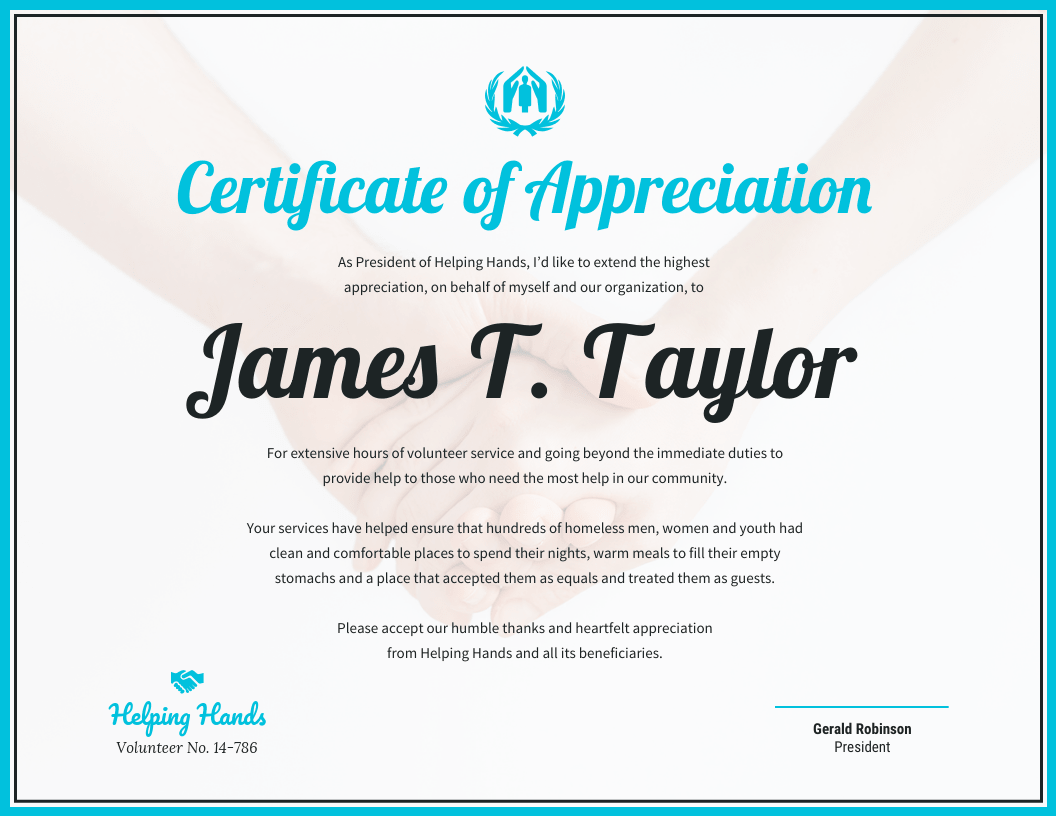 Certificate of Appreciation
As President of Helping Hands, I’d like to extend the highest
appreciation, on behalf of myself and our organization, to
James T. Taylor
For extensive hours of volunteer service and going beyond the immediate duties to
provide help to those who need the most help in our community.
Your services have helped ensure that hundreds of homeless men, women and youth had
clean and comfortable places to spend their nights, warm meals to fill their empty
stomachs and a place that accepted them as equals and treated them as guests.
Please accept our humble thanks and heartfelt appreciation
from Helping Hands and all its beneficiaries.
Helping Hands
Volunteer No. 14-786
Gerald Robinson
President